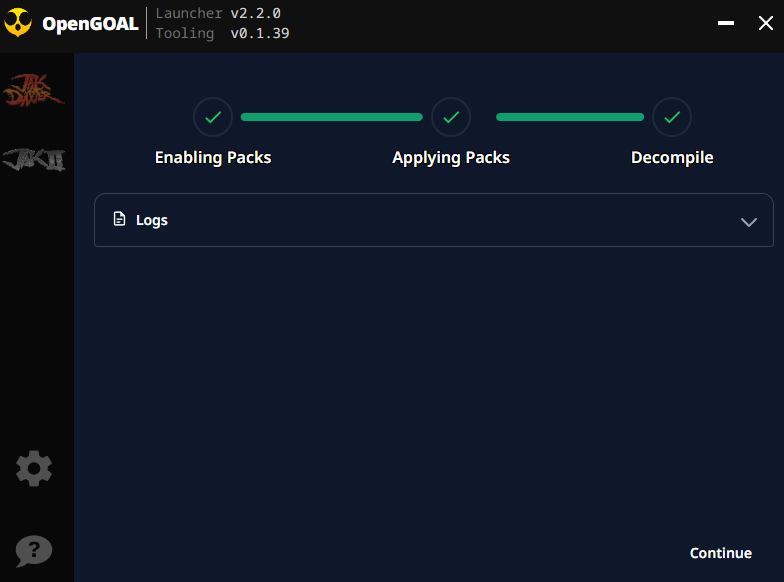 OpenGOAL
Launcher v2.2.0
Tooling v0.1.39
JAK
AND
DAXTER
JAK II
Enabling Packs
Applying Packs
Decompile
Logs
?
Continue